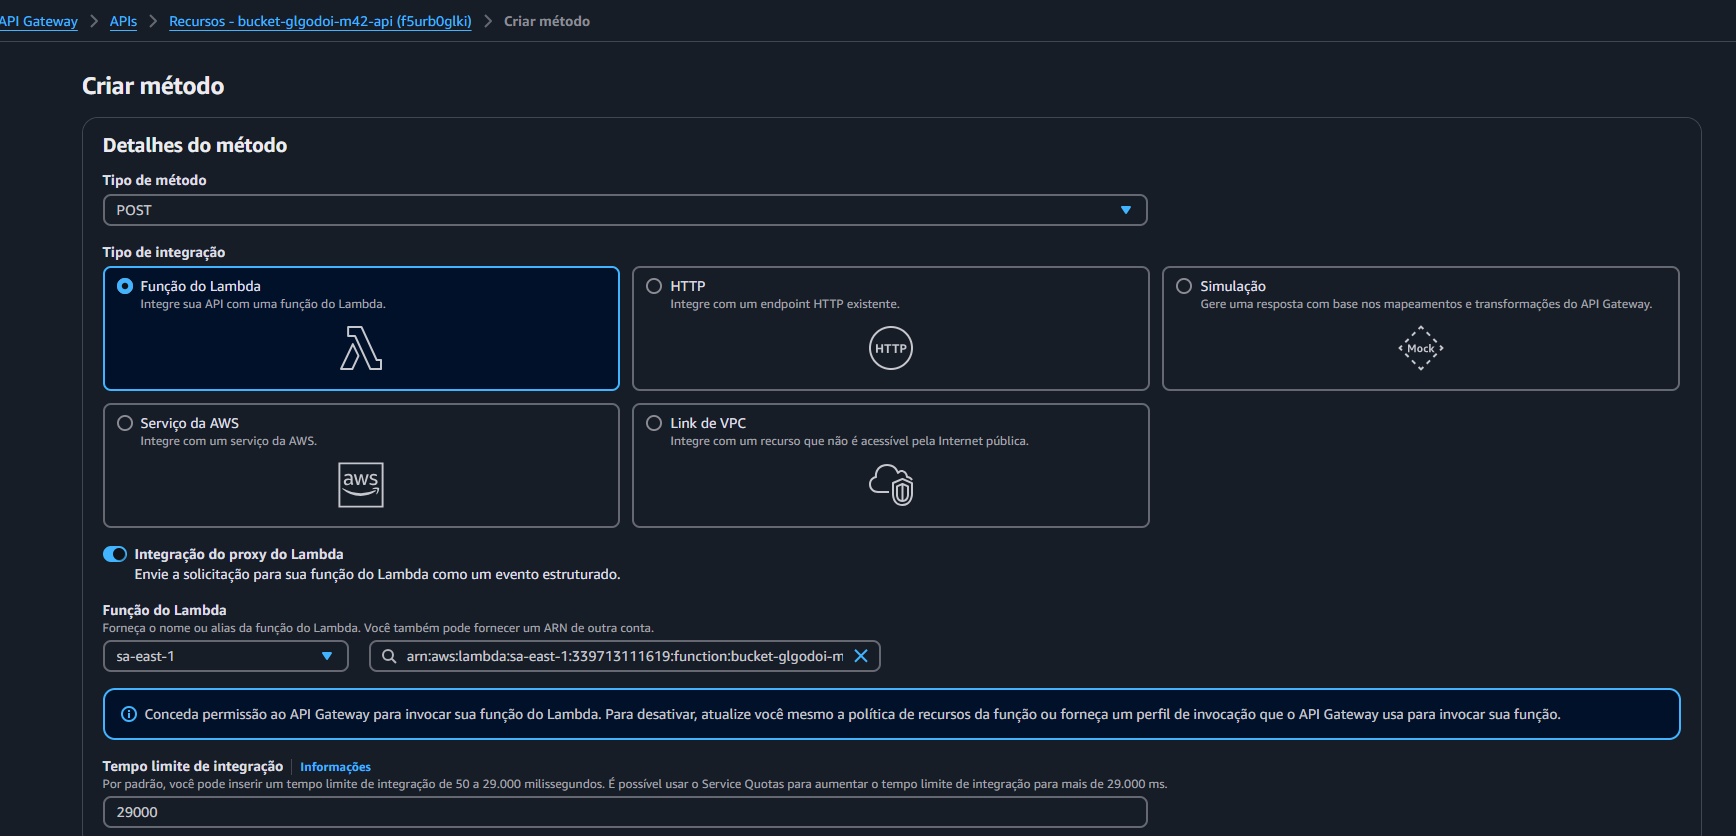 API Gateway > APIs > Recursos - bucket-glgodoi-m42-api (f5urb0glki) > Criar método
Criar método
Detalhes do método
Tipo de método
POST
Tipo de integração
Função do Lambda
Integre sua API com uma função do Lambda.
HTTP
Integre com um endpoint HTTP existente.
HTTP
Simulação
Gere uma resposta com base nos mapeamentos e transformações do API Gateway.
Mock
Serviço da AWS
Integre com um serviço da AWS.
aws
Link de VPC
Integre com um recurso que não é acessível pela Internet pública.
Integração do proxy do Lambda
Envie a solicitação para sua função do Lambda como um evento estruturado.
Função do Lambda
Forneça o nome ou alias da função do Lambda. Você também pode fornecer um ARN de outra conta.
sa-east-1
arn:aws:lambda:sa-east-1:339713111619:function:bucket-glgodoi-m
Conceda permissão ao API Gateway para invocar sua função do Lambda. Para desativar, atualize você mesmo a política de recursos da função ou forneça um perfil de invocação que o API Gateway usa para invocar sua função.
Tempo limite de integração | Informações
Por padrão, você pode inserir um tempo limite de integração de 50 a 29.000 milissegundos. É possível usar o Service Quotas para aumentar o tempo limite de integração para mais de 29.000 ms.
29000